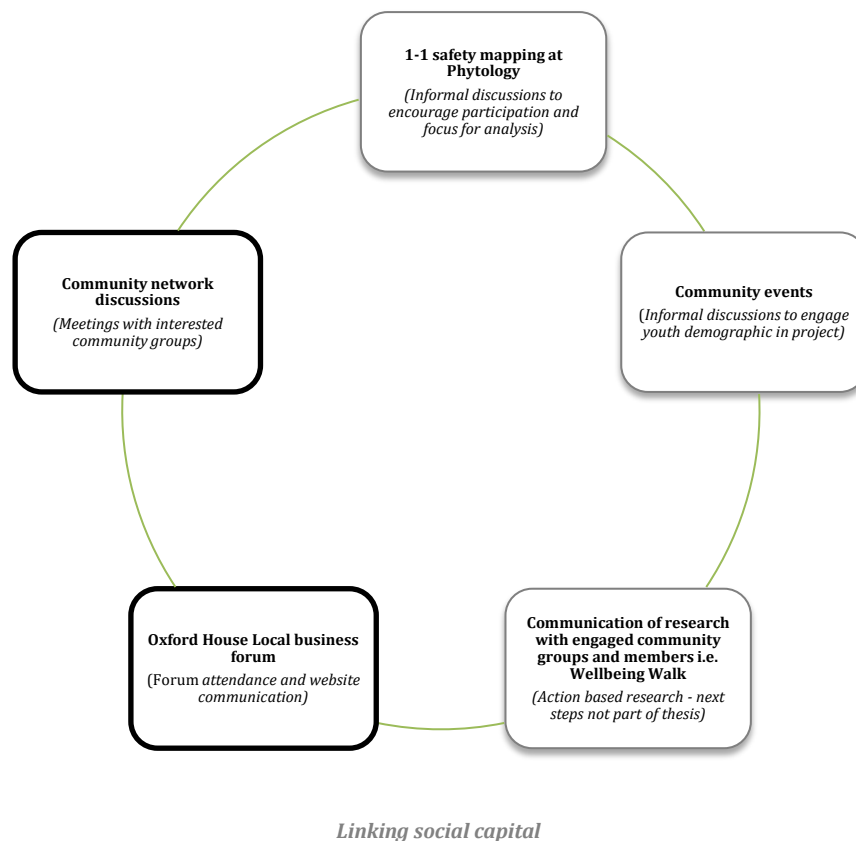 1-1 safety mapping at
Phytology
(Informal discussions to
encourage participation and
focus for analysis)
Community network
discussions
(Meetings with interested
community groups)
Community events
(Informal discussions to engage
youth demographic in project)
Oxford House Local business
forum
(Forum attendance and website
communication)
Communication of research
with engaged community
groups and members i.e.
Wellbeing Walk
(Action based research - next
steps not part of thesis)
Linking social capital